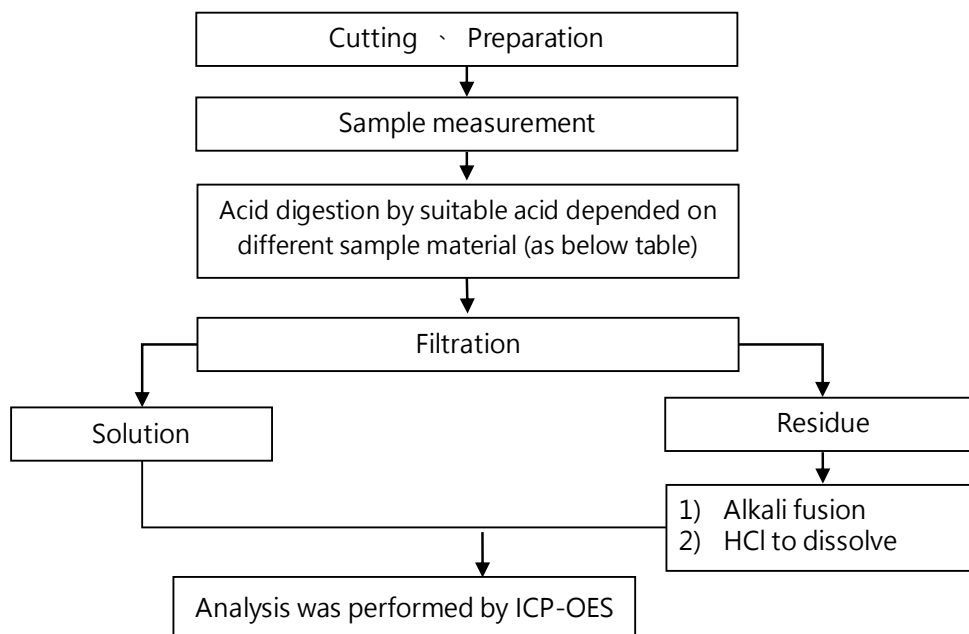 Cutting 、 Preparation
Sample measurement
Acid digestion by suitable acid depended on
different sample material (as below table)
Filtration
Solution
Residue
1) Alkali fusion
2) HCl to dissolve
Analysis was performed by ICP-OES